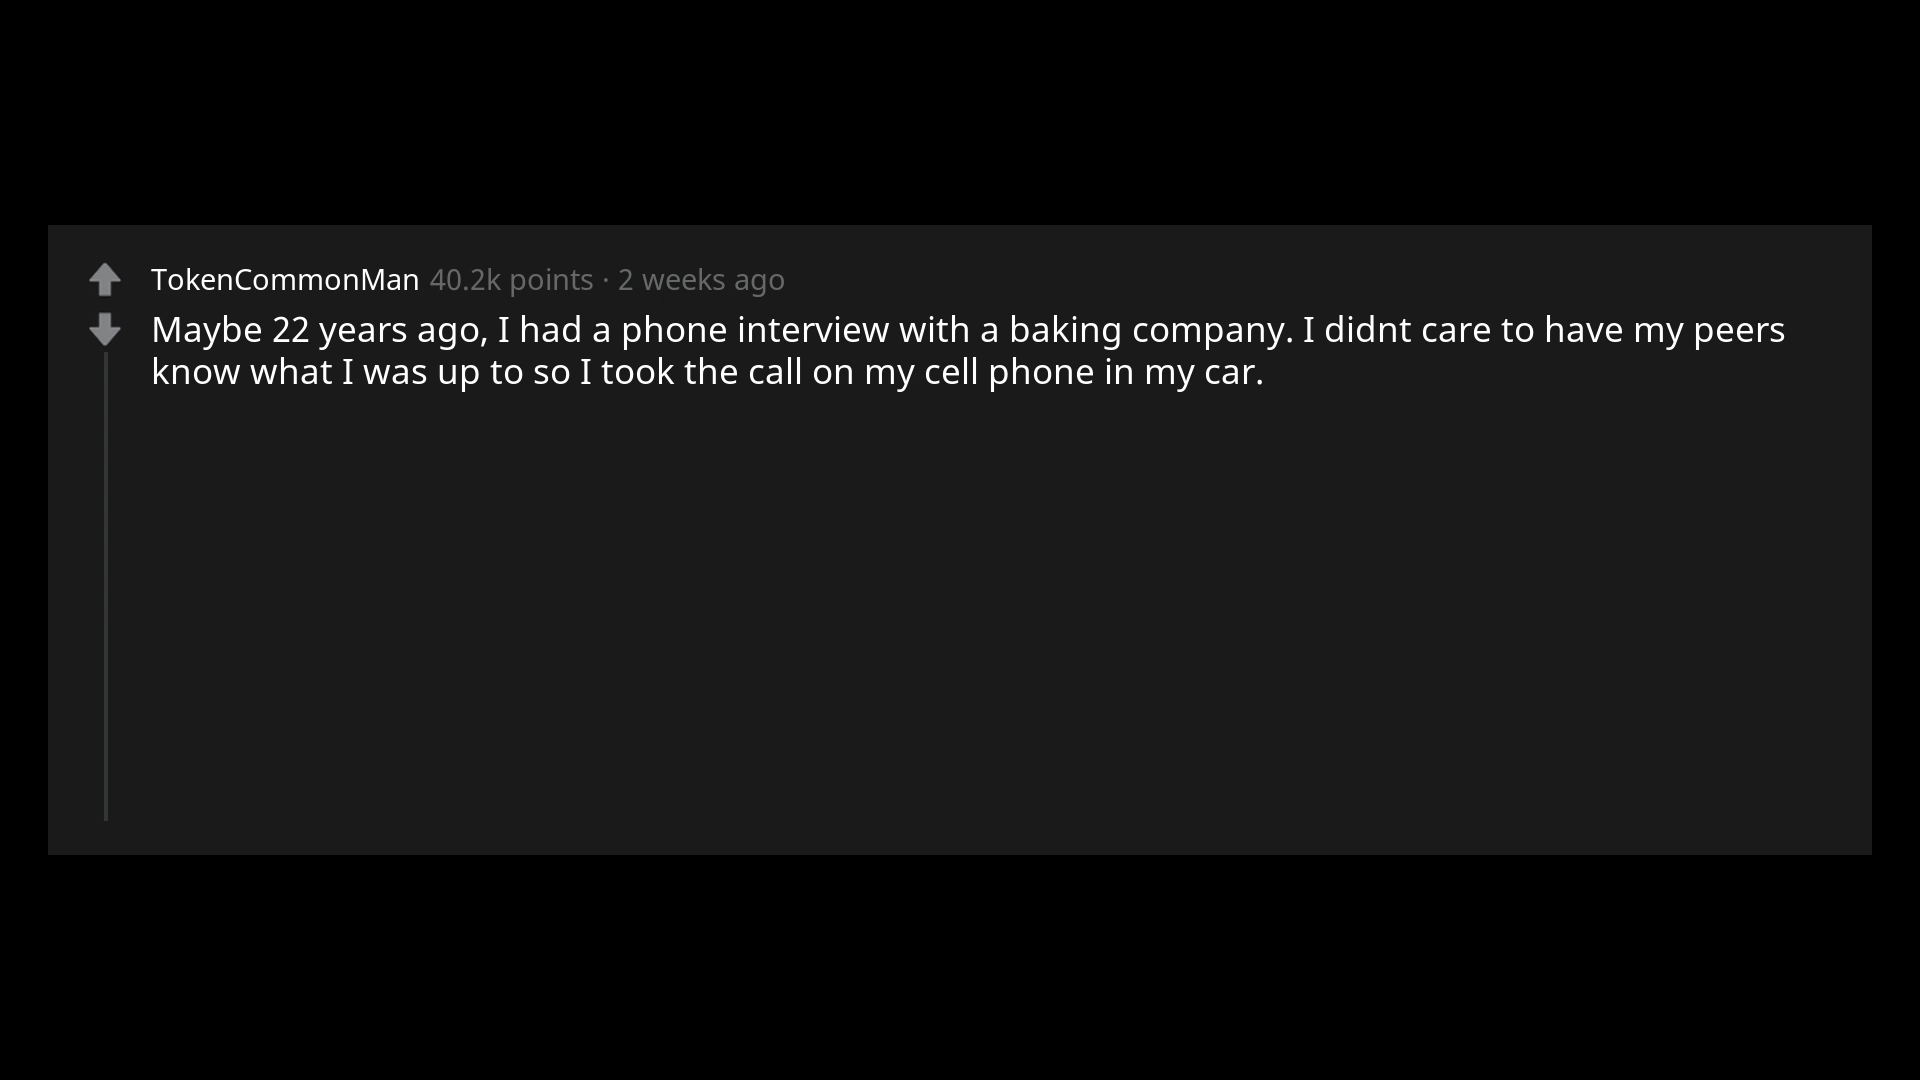 TokenCommonMan 40.2k points · 2 weeks ago
Maybe 22 years ago, I had a phone interview with a baking company. I didnt care to have my peers
know what I was up to so I took the call on my cell phone in my car.